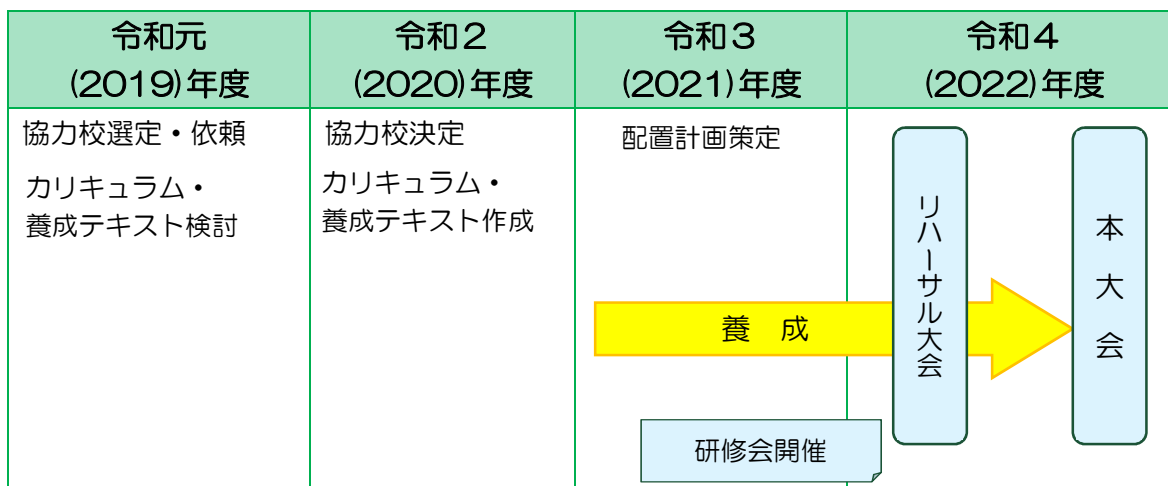 令和元
(2019)年度
令和２
(2020)年度
令和３
(2021)年度
令和４
(2022)年度
協力校選定・依頼
カリキュラム・
養成テキスト検討
協力校決定
カリキュラム・
養成テキスト作成
配置計画策定
養　成
研修会開催
リハーサル大会
本大会